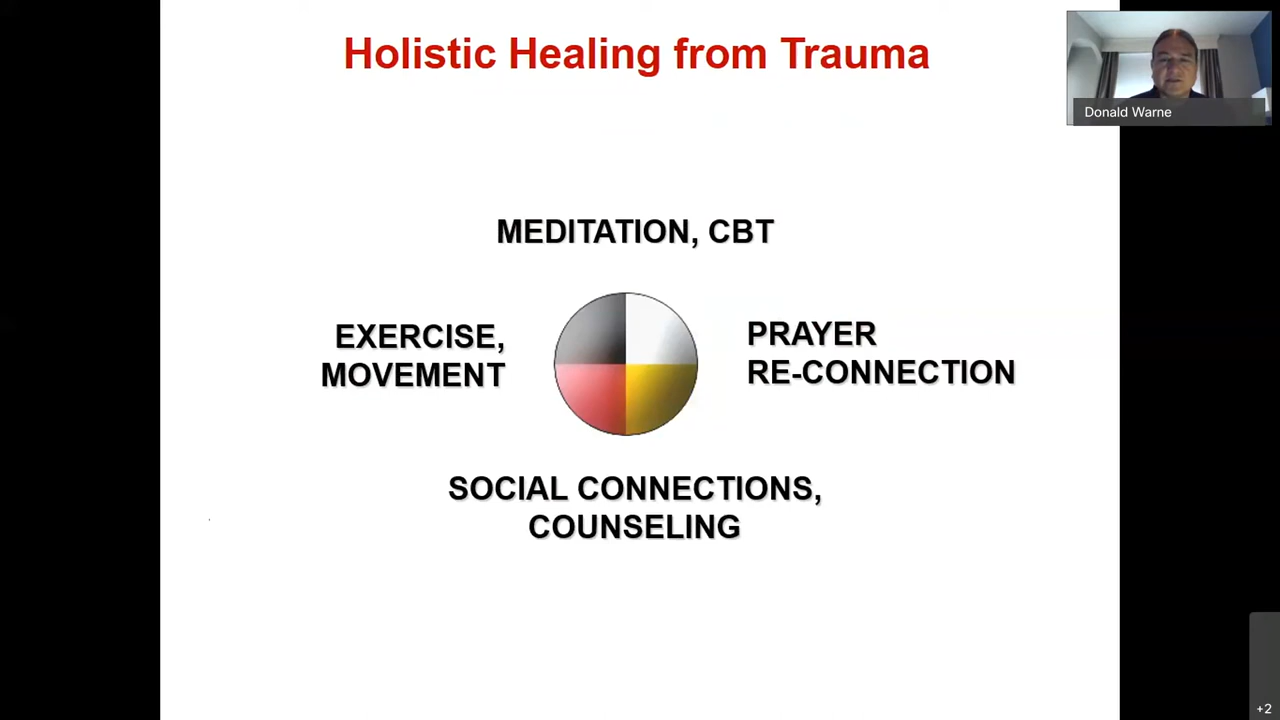 Holistic Healing from Trauma
Donald Warne
MEDITATION, CBT
EXERCISE,
MOVEMENT
PRAYER
RE-CONNECTION
SOCIAL CONNECTIONS,
COUNSELING
+2